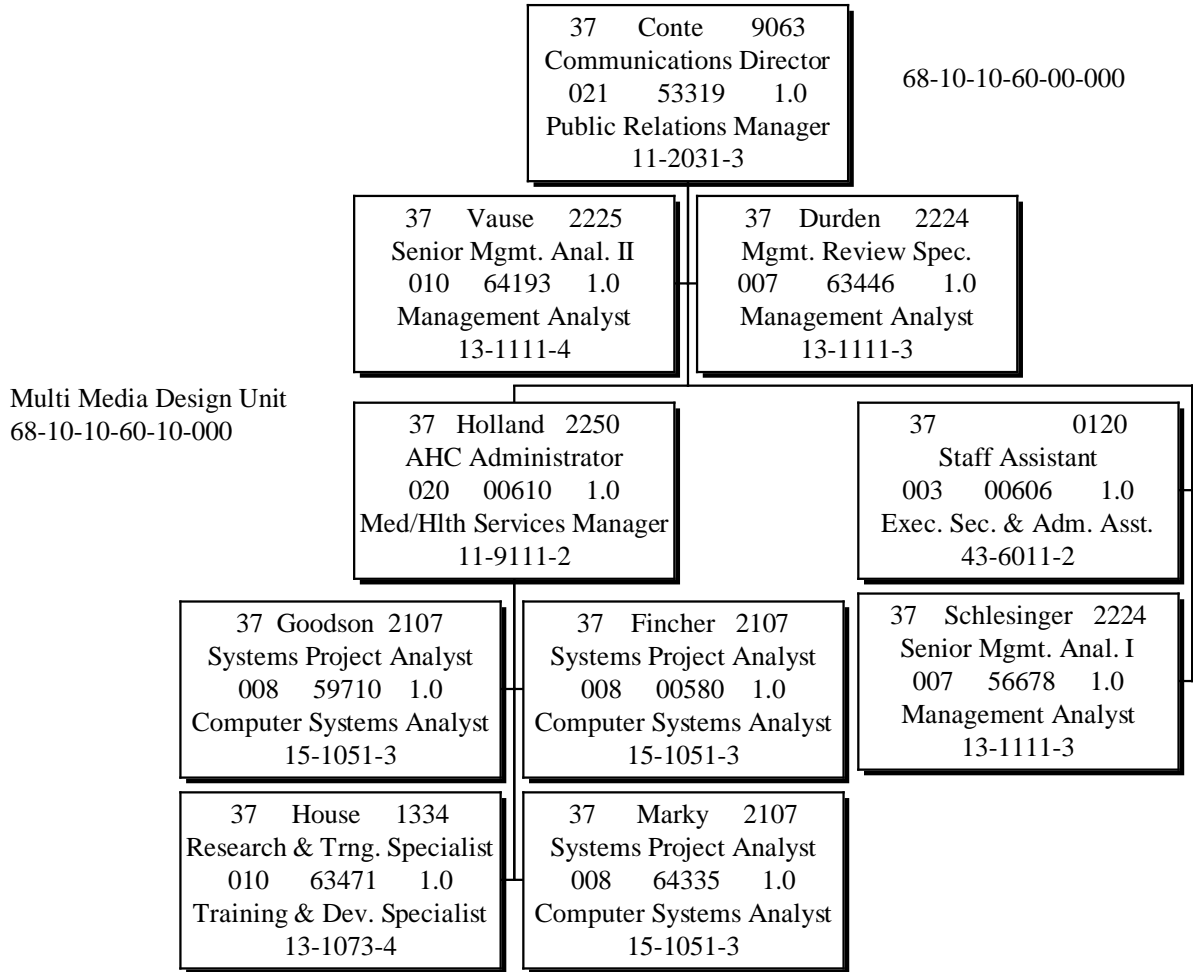 37 Conte 9063
Communications Director
021 53319 1.0
Public Relations Manager
11-2031-3
68-10-10-60-00-000
37 Vause 2225
Senior Mgmt. Anal. II
010 64193 1.0
Management Analyst
13-1111-4
37 Durden 2224
Mgmt. Review Spec.
007 63446 1.0
Management Analyst
13-1111-3
Multi Media Design Unit
68-10-10-60-10-000
37 Holland 2250
AHC Administrator
020 00610 1.0
Med/Hlth Services Manager
11-9111-2
37 0120
Staff Assistant
003 00606 1.0
Exec. Sec. & Adm. Asst.
43-6011-2
37 Goodson 2107
Systems Project Analyst
008 59710 1.0
Computer Systems Analyst
15-1051-3
37 Fincher 2107
Systems Project Analyst
008 00580 1.0
Computer Systems Analyst
15-1051-3
37 Schlesinger 2224
Senior Mgmt. Anal. I
007 56678 1.0
Management Analyst
13-1111-3
37 House 1334
Research & Trng. Specialist
010 63471 1.0
Training & Dev. Specialist
13-1073-4
37 Marky 2107
Systems Project Analyst
008 64335 1.0
Computer Systems Analyst
15-1051-3